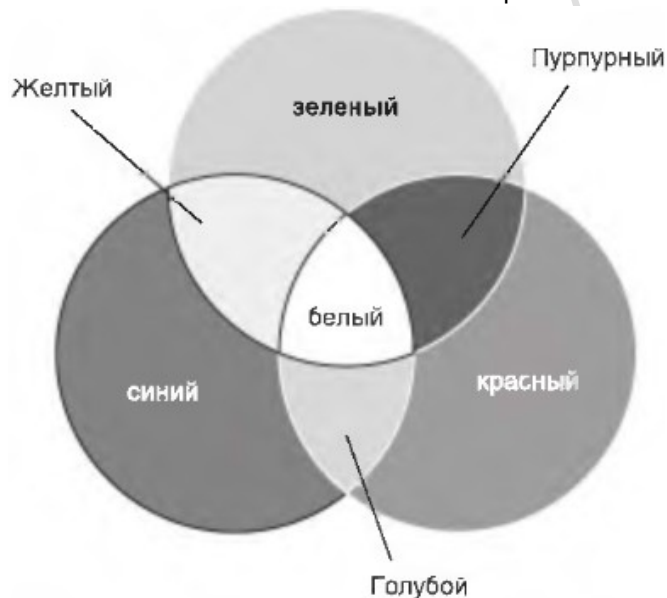 Пурпурный
Желтый
зеленый
белый
синий
красный
Голубой